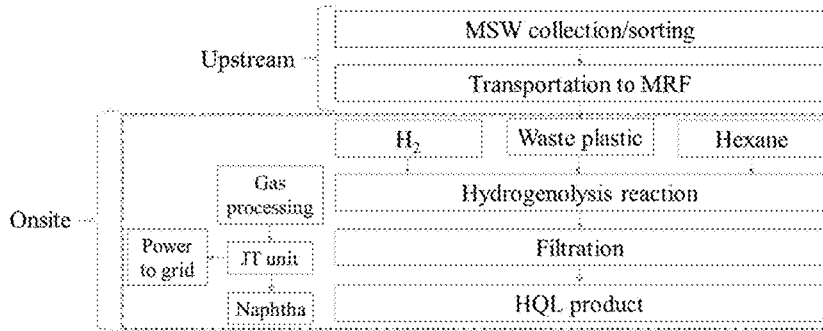 MSW collection/sorting
Upstream
Transportation to MRF
H₂
Waste plastic
Hexane
Gas
processing
Hydrogenolysis reaction
Onsite
Power
to grid
JT unit
Filtration
Naphtha
HQL product